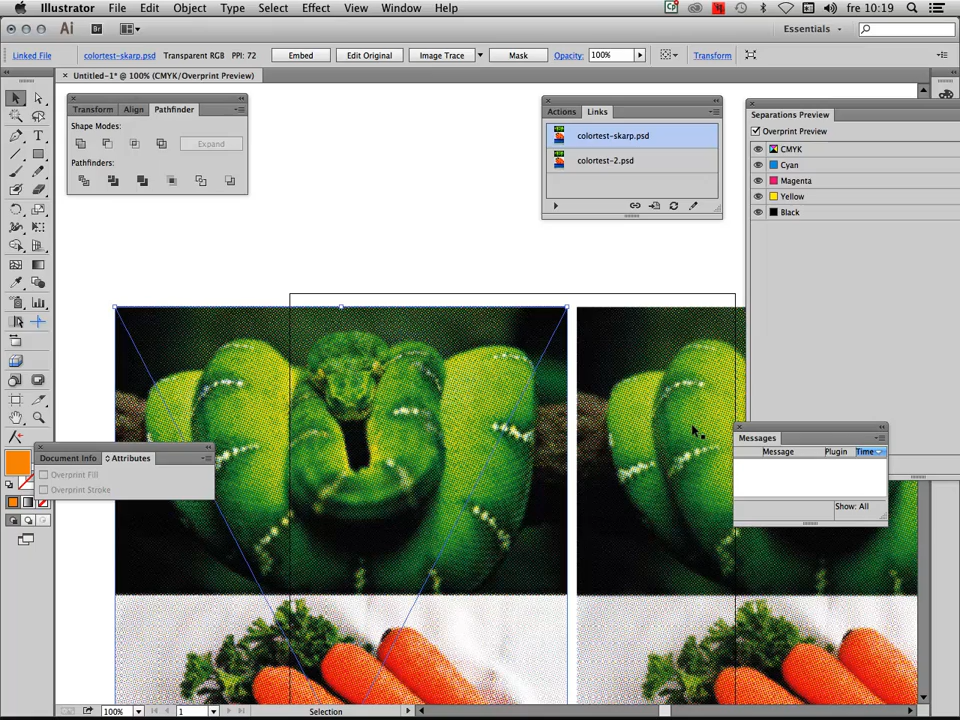 Illustrator File Edit Object Type Select Effect View Window Help fre 10:19
Ai Br Essentials
Linked File colortest-skarp.psd Transparent RGB PPI: 72 Embed Edit Original Image Trace Mask Opacity: 100% Transform
× Untitled-1* @ 100% (CMYK/Overprint Preview)
Transform Align Pathfinder
Shape Modes:
Expand
Pathfinders:
Actions Links
colortest-skarp.psd
colortest-2.psd
Separations Preview
Overprint Preview
CMYK
Cyan
Magenta
Yellow
Black
Messages
Message Plugin Time
Show: All
Document Info Attributes
Overprint Fill
Overprint Stroke
100% 1 Selection